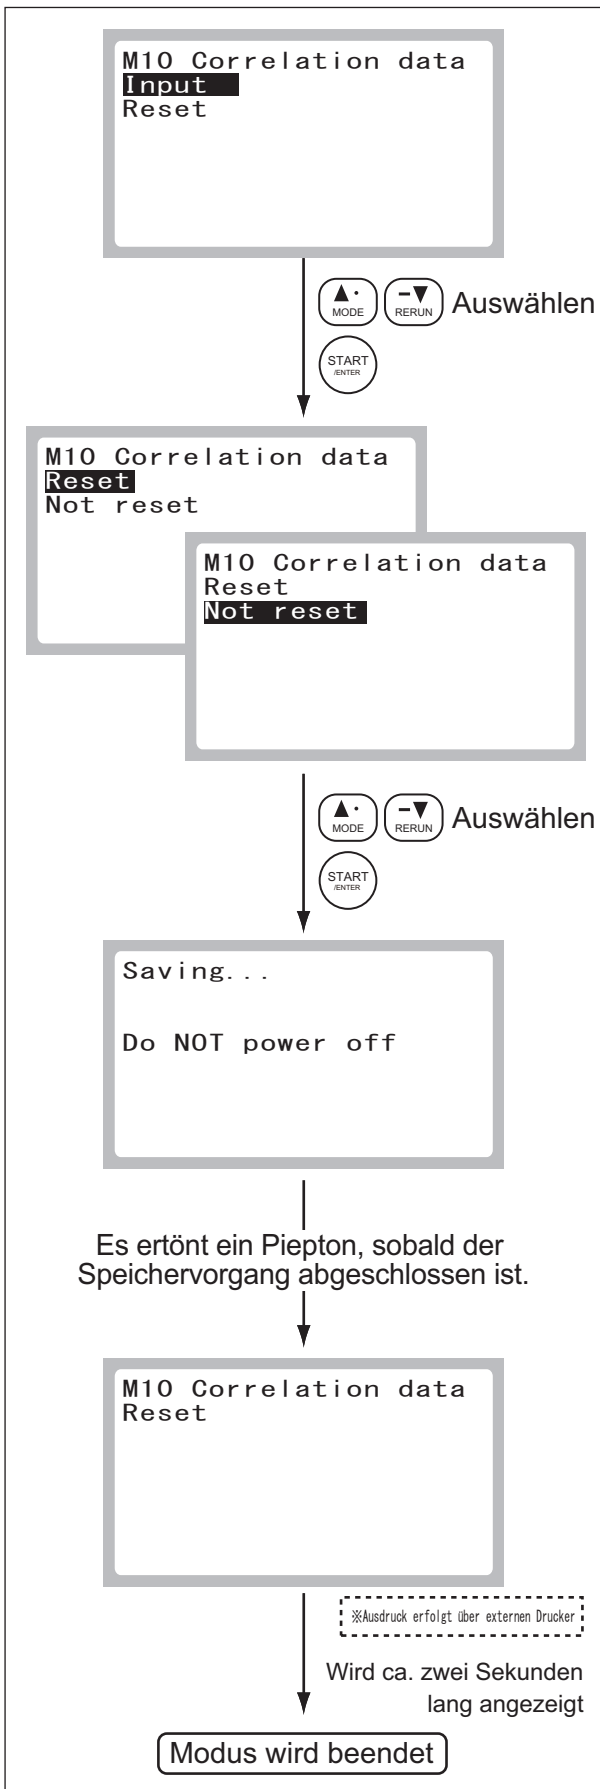 M10 Correlation data
Input
Reset
▲·
MODE
-▼
RERUN
Auswählen
START
/ENTER
M10 Correlation data
Reset
Not reset
M10 Correlation data
Reset
Not reset
▲·
MODE
-▼
RERUN
Auswählen
START
/ENTER
Saving...
Do NOT power off
Es ertönt ein Piepton, sobald der
Speichervorgang abgeschlossen ist.
M10 Correlation data
Reset
※Ausdruck erfolgt über externen Drucker
Wird ca. zwei Sekunden
lang angezeigt
Modus wird beendet